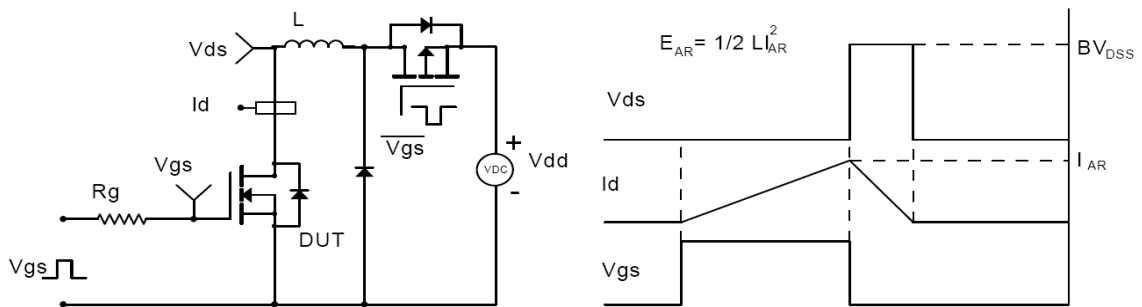 L
Vds
Id
Vgs
Vgs
+
Vdd
VDC
-
Rg
DUT
Vgs
E_AR = 1/2 LI_AR^2
BV_DSS
Vds
I_AR
Id
Vgs